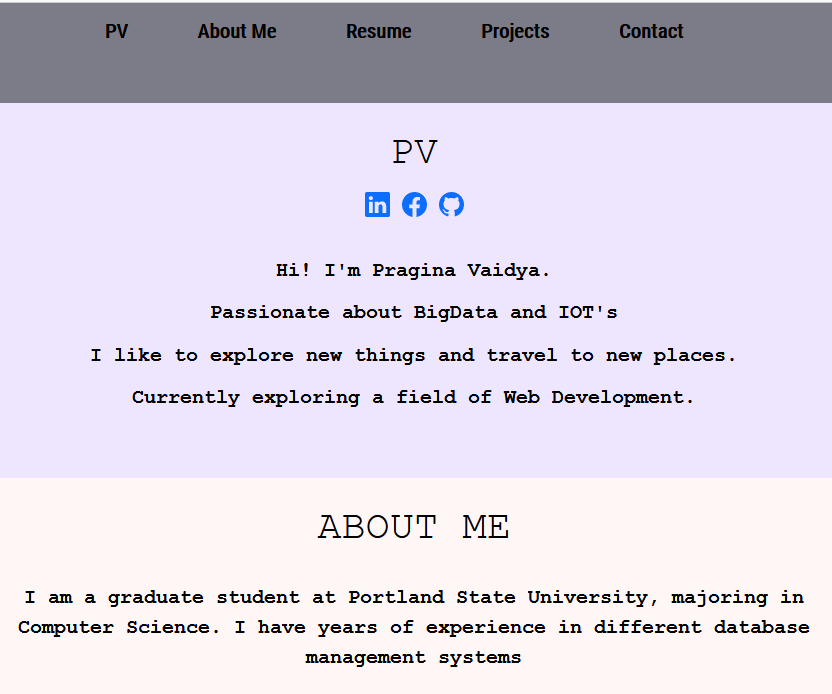 PV About Me Resume Projects Contact
PV
Hi! I'm Pragina Vaidya.
Passionate about BigData and IOT's
I like to explore new things and travel to new places.
Currently exploring a field of Web Development.
ABOUT ME
I am a graduate student at Portland State University, majoring in
Computer Science. I have years of experience in different database
management systems